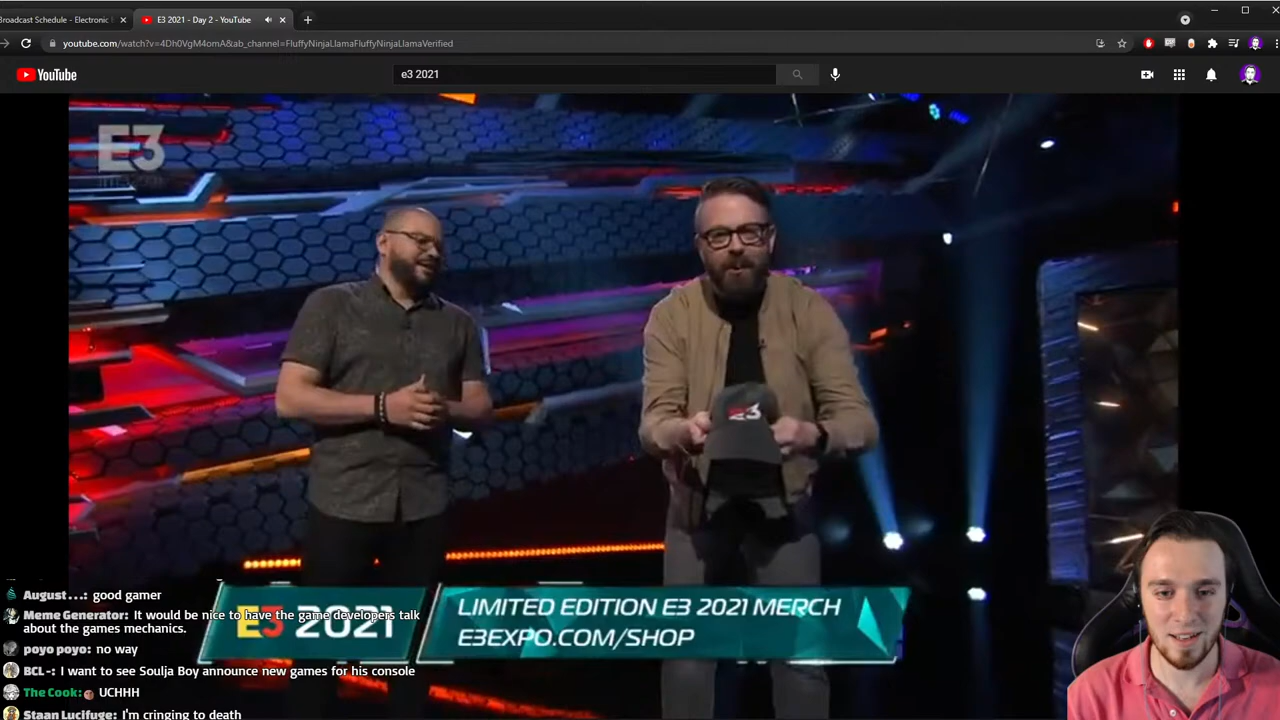 Broadcast Schedule - Electronic E
E3 2021 - Day 2 - YouTube
youtube.com/watch?v=4Dh0VgM4omA&ab_channel=FluffyNinjaLlamaFluffyNinjaLlamaVerified
YouTube
e3 2021
E3
E3
E3 2021
LIMITED EDITION E3 2021 MERCH
E3EXPO.COM/SHOP
August...: good gamer
Meme Generator: It would be nice to have the game developers talk
about the games mechanics.
poyo poyo: no way
BCL-: I want to see Soulja Boy announce new games for his console
The Cook: UCHHH
Staan Lucifuge: I'm cringing to death